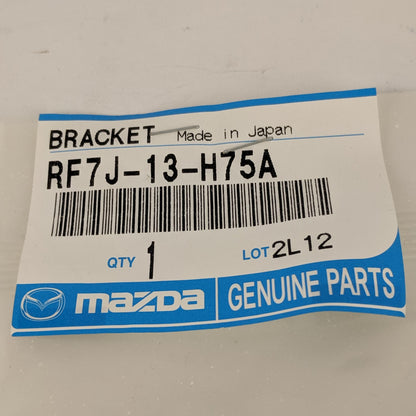 BRACKET Made in Japan
RF7J-13-H75A
QTY 1 LOT 2L12
mazda GENUINE PARTS